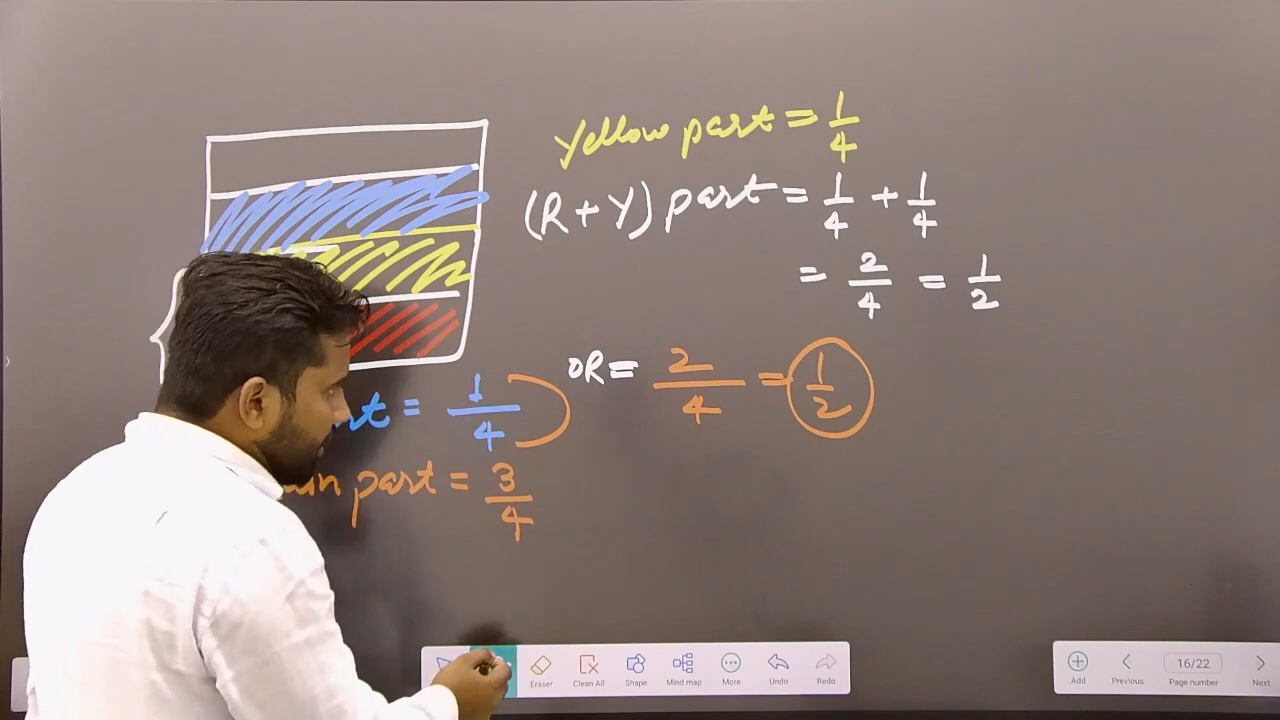 Yellow part = 1/4
(R+Y) part = 1/4 + 1/4
= 2/4 = 1/2
OR = 2/4 = 1/2
= 1/4
part = 3/4
Eraser
Clean All
Shape
Mind map
More
Undo
Redo
Add
Previous
16/22
Page number
Next